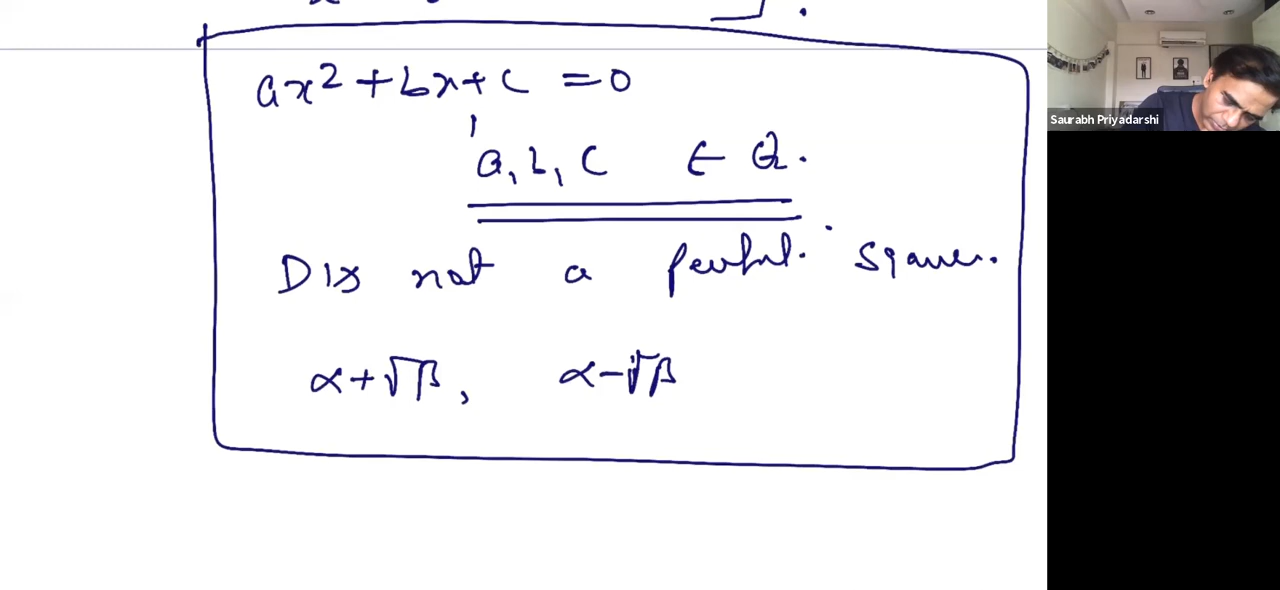 ax² + bx + c = 0
Saurabh Priyadarshi
a, b, c ∈ Q.
D is not a perfect square.
α + √β, α - √β